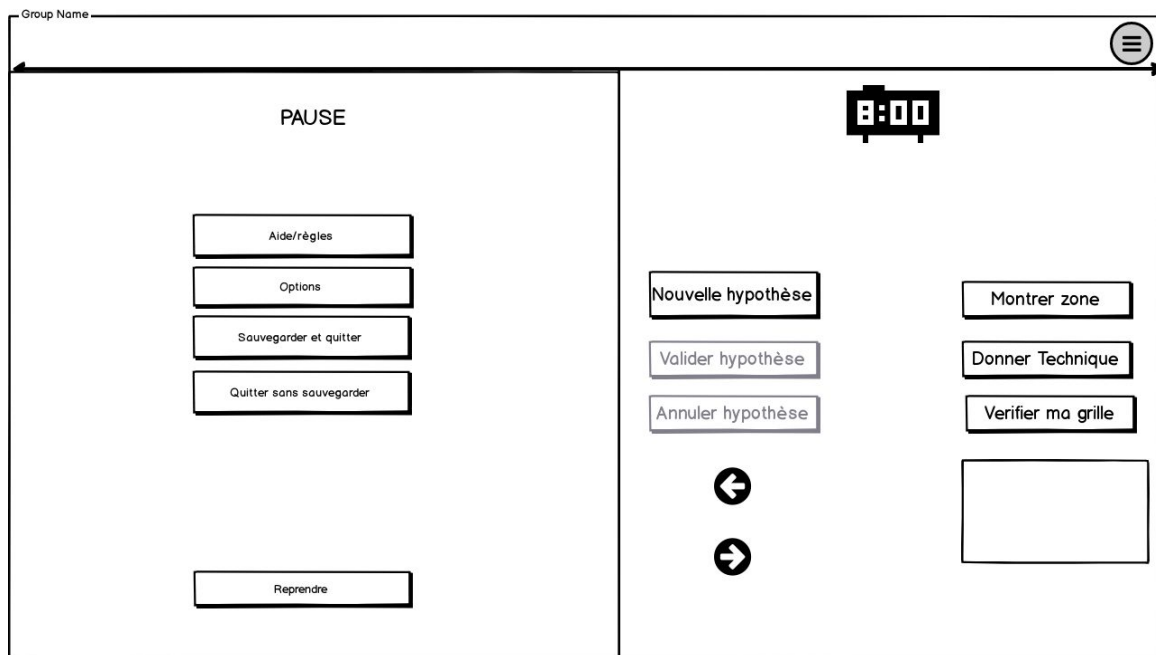 Group Name
PAUSE
8:00
Aide/règles
Options
Sauvegarder et quitter
Quitter sans sauvegarder
Reprendre
Nouvelle hypothèse
Valider hypothèse
Annuler hypothèse
Montrer zone
Donner Technique
Verifier ma grille